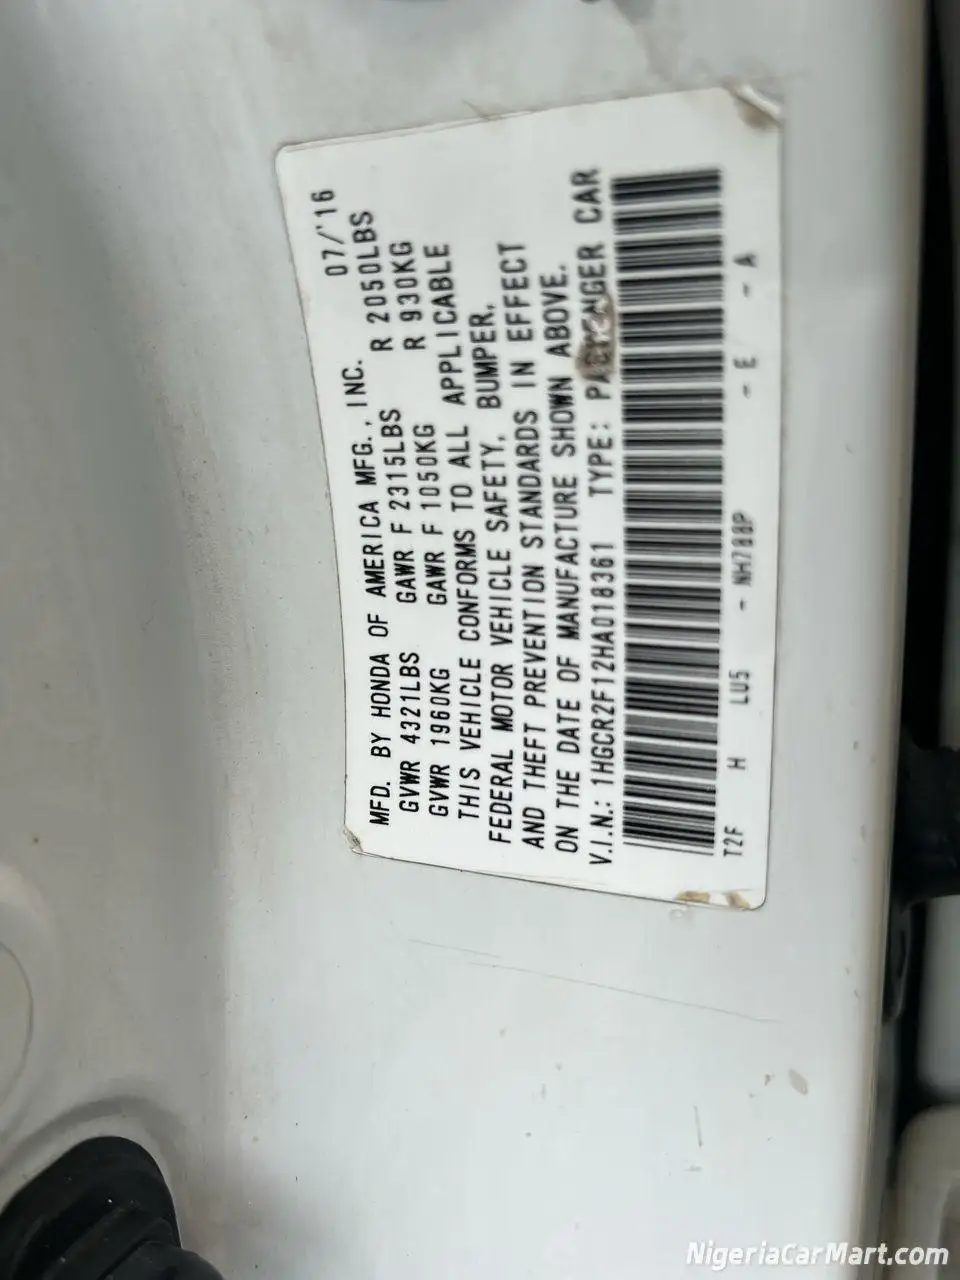 MFD. BY HONDA OF AMERICA MFG., INC. 07/'16
GVWR 4321LBS GAWR F 2315LBS R 2050LBS
GVWR 1960KG GAWR F 1050KG R 930KG
THIS VEHICLE CONFORMS TO ALL APPLICABLE
FEDERAL MOTOR VEHICLE SAFETY, BUMPER,
AND THEFT PREVENTION STANDARDS IN EFFECT
ON THE DATE OF MANUFACTURE SHOWN ABOVE.
V.I.N.: 1HGCR2F12HA018361 TYPE: PASSENGER CAR
T2F H LU5 - NH788P - E - A
NigeriaCarMart.com